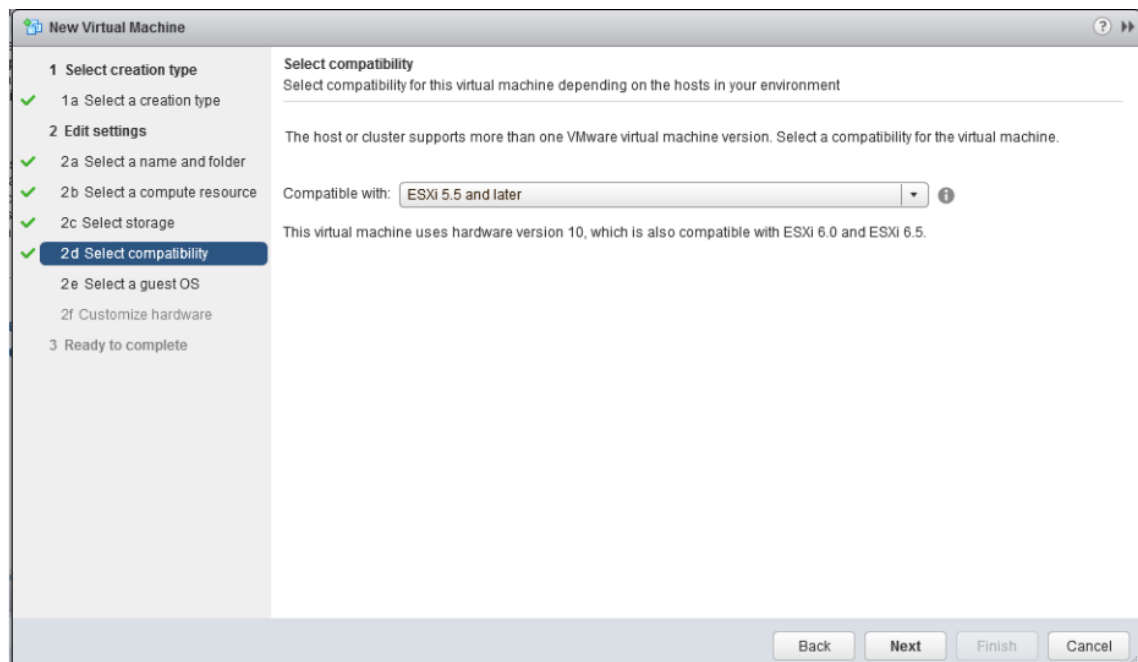 New Virtual Machine
1 Select creation type
1a Select a creation type
2 Edit settings
2a Select a name and folder
2b Select a compute resource
2c Select storage
2d Select compatibility
2e Select a guest OS
2f Customize hardware
3 Ready to complete
Select compatibility
Select compatibility for this virtual machine depending on the hosts in your environment
The host or cluster supports more than one VMware virtual machine version. Select a compatibility for the virtual machine.
Compatible with: ESXi 5.5 and later
This virtual machine uses hardware version 10, which is also compatible with ESXi 6.0 and ESXi 6.5.
Back Next Finish Cancel